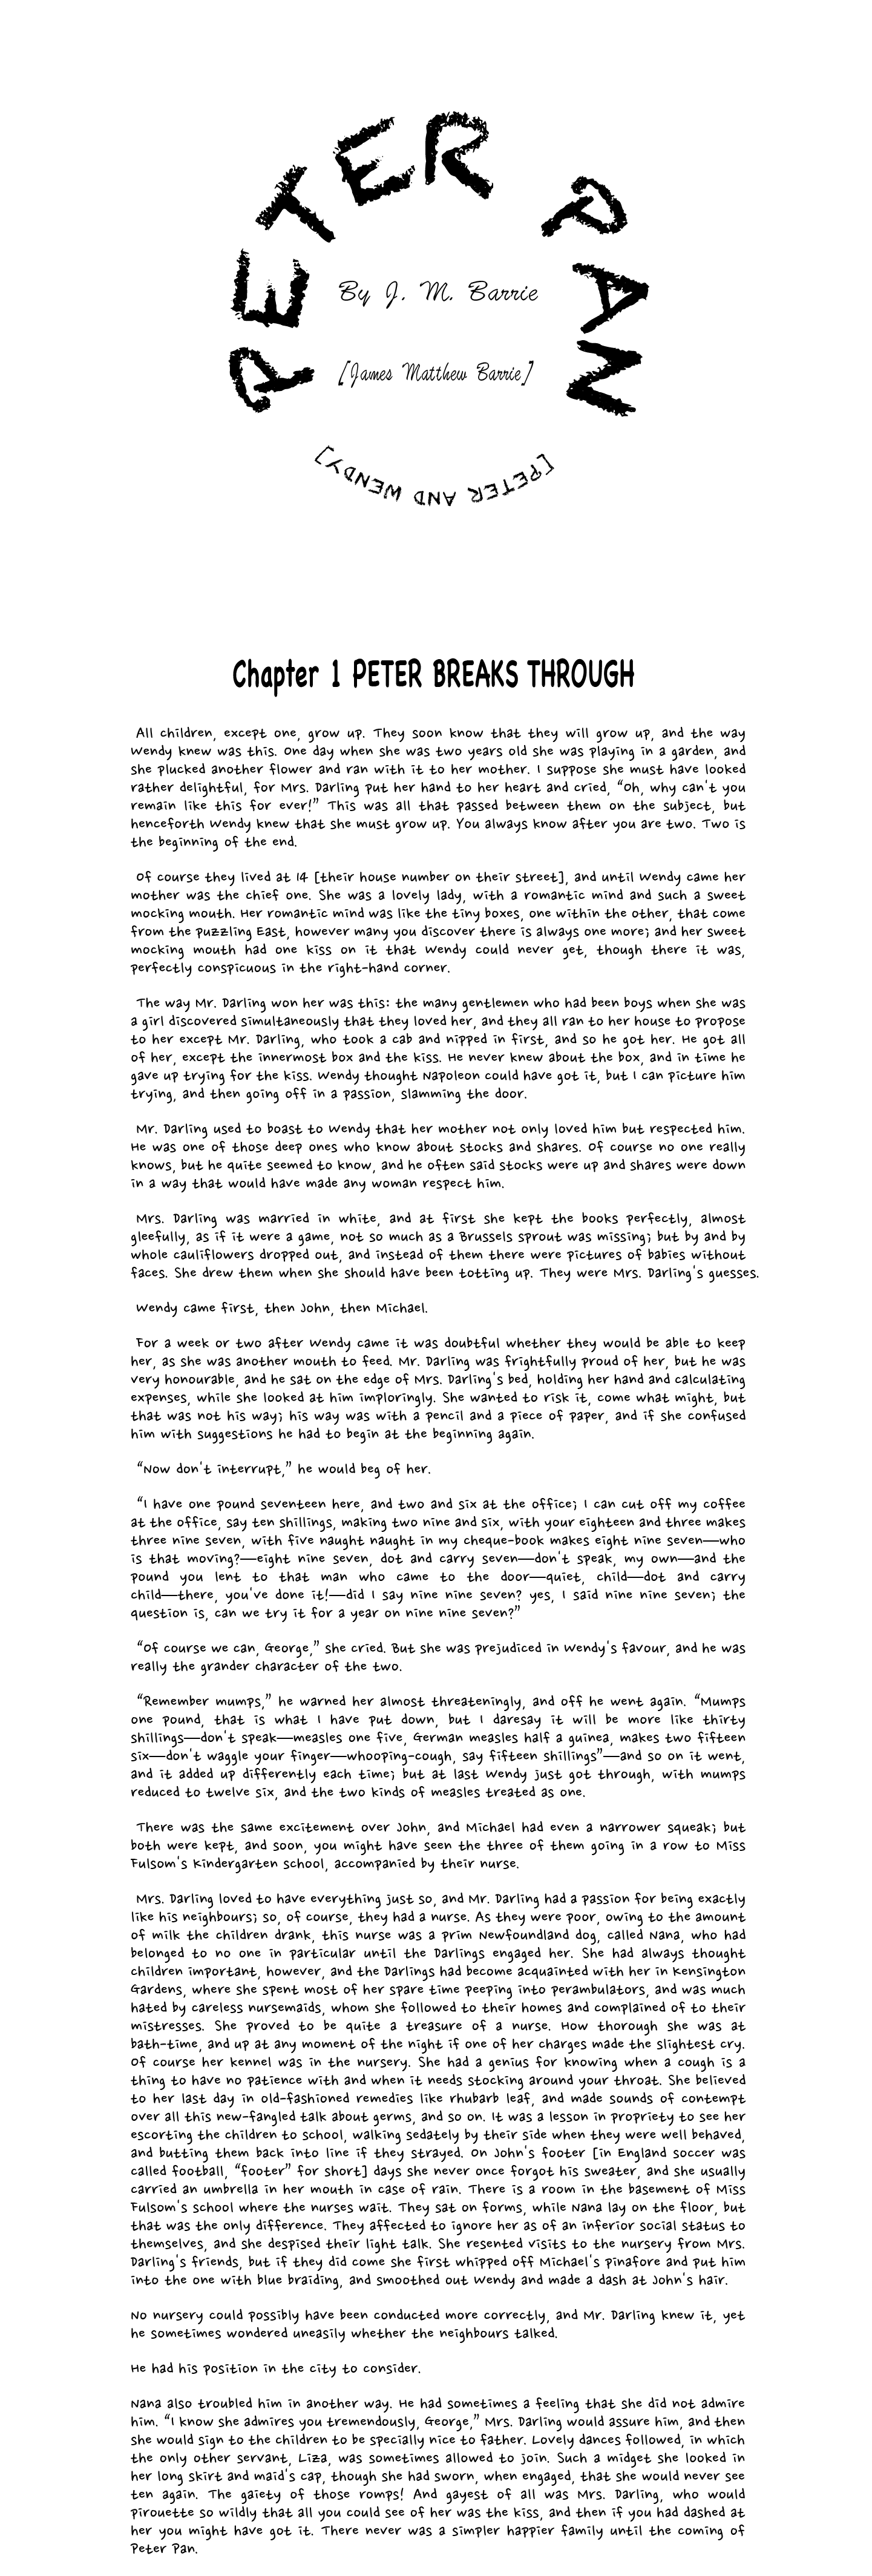 PETER PAN
By J. M. Barrie
[James Matthew Barrie]
[PETER AND WENDY]
Chapter 1 PETER BREAKS THROUGH
All children, except one, grow up. They soon know that they will grow up, and the way
Wendy knew was this. One day when she was two years old she was playing in a garden, and
she plucked another flower and ran with it to her mother. I suppose she must have looked
rather delightful, for Mrs. Darling put her hand to her heart and cried, “Oh, why can't you
remain like this for ever!” This was all that passed between them on the subject, but
henceforth Wendy knew that she must grow up. You always know after you are two. Two is
the beginning of the end.
Of course they lived at 14 [their house number on their street], and until Wendy came her
mother was the chief one. She was a lovely lady, with a romantic mind and such a sweet
mocking mouth. Her romantic mind was like the tiny boxes, one within the other, that come
from the puzzling East, however many you discover there is always one more; and her sweet
mocking mouth had one kiss on it that Wendy could never get, though there it was,
perfectly conspicuous in the right-hand corner.
The way Mr. Darling won her was this: the many gentlemen who had been boys when she was
a girl discovered simultaneously that they loved her, and they all ran to her house to propose
to her except Mr. Darling, who took a cab and nipped in first, and so he got her. He got all
of her, except the innermost box and the kiss. He never knew about the box, and in time he
gave up trying for the kiss. Wendy thought Napoleon could have got it, but I can picture him
trying, and then going off in a passion, slamming the door.
Mr. Darling used to boast to Wendy that her mother not only loved him but respected him.
He was one of those deep ones who know about stocks and shares. Of course no one really
knows, but he quite seemed to know, and he often said stocks were up and shares were down
in a way that would have made any woman respect him.
Mrs. Darling was married in white, and at first she kept the books perfectly, almost
gleefully, as if it were a game, not so much as a Brussels sprout was missing; but by and by
whole cauliflowers dropped out, and instead of them there were pictures of babies without
faces. She drew them when she should have been totting up. They were Mrs. Darling's guesses.
Wendy came first, then John, then Michael.
For a week or two after Wendy came it was doubtful whether they would be able to keep
her, as she was another mouth to feed. Mr. Darling was frightfully proud of her, but he was
very honourable, and he sat on the edge of Mrs. Darling's bed, holding her hand and calculating
expenses, while she looked at him imploringly. She wanted to risk it, come what might, but
that was not his way; his way was with a pencil and a piece of paper, and if she confused
him with suggestions he had to begin at the beginning again.
“Now don't interrupt,” he would beg of her.
“I have one pound seventeen here, and two and six at the office; I can cut off my coffee
at the office, say ten shillings, making two nine and six, with your eighteen and three makes
three nine seven, with five naught naught in my cheque-book makes eight nine seven—who
is that moving?—eight nine seven, dot and carry seven—don't speak, my own—and the
pound you lent to that man who came to the door—quiet, child—dot and carry
child—there, you've done it!—did I say nine nine seven? yes, I said nine nine seven; the
question is, can we try it for a year on nine nine seven?”
“Of course we can, George,” she cried. But she was prejudiced in Wendy's favour, and he was
really the grander character of the two.
“Remember mumps,” he warned her almost threateningly, and off he went again. “Mumps
one pound, that is what I have put down, but I daresay it will be more like thirty
shillings—don't speak—measles one five, German measles half a guinea, makes two fifteen
six—don't waggle your finger—whooping-cough, say fifteen shillings”—and so on it went,
and it added up differently each time; but at last Wendy just got through, with mumps
reduced to twelve six, and the two kinds of measles treated as one.
There was the same excitement over John, and Michael had even a narrower squeak; but
both were kept, and soon, you might have seen the three of them going in a row to Miss
Fulsom's Kindergarten school, accompanied by their nurse.
Mrs. Darling loved to have everything just so, and Mr. Darling had a passion for being exactly
like his neighbours; so, of course, they had a nurse. As they were poor, owing to the amount
of milk the children drank, this nurse was a prim Newfoundland dog, called Nana, who had
belonged to no one in particular until the Darlings engaged her. She had always thought
children important, however, and the Darlings had become acquainted with her in Kensington
Gardens, where she spent most of her spare time peeping into perambulators, and was much
hated by careless nursemaids, whom she followed to their homes and complained of to their
mistresses. She proved to be quite a treasure of a nurse. How thorough she was at
bath-time, and up at any moment of the night if one of her charges made the slightest cry.
Of course her kennel was in the nursery. She had a genius for knowing when a cough is a
thing to have no patience with and when it needs stocking around your throat. She believed
to her last day in old-fashioned remedies like rhubarb leaf, and made sounds of contempt
over all this new-fangled talk about germs, and so on. It was a lesson in propriety to see her
escorting the children to school, walking sedately by their side when they were well behaved,
and butting them back into line if they strayed. On John's footer [in England soccer was
called football, “footer” for short] days she never once forgot his sweater, and she usually
carried an umbrella in her mouth in case of rain. There is a room in the basement of Miss
Fulsom's school where the nurses wait. They sat on forms, while Nana lay on the floor, but
that was the only difference. They affected to ignore her as of an inferior social status to
themselves, and she despised their light talk. She resented visits to the nursery from Mrs.
Darling's friends, but if they did come she first whipped off Michael's pinafore and put him
into the one with blue braiding, and smoothed out Wendy and made a dash at John's hair.
No nursery could possibly have been conducted more correctly, and Mr. Darling knew it, yet
he sometimes wondered uneasily whether the neighbours talked.
He had his position in the city to consider.
Nana also troubled him in another way. He had sometimes a feeling that she did not admire
him. “I know she admires you tremendously, George,” Mrs. Darling would assure him, and then
she would sign to the children to be specially nice to father. Lovely dances followed, in which
the only other servant, Liza, was sometimes allowed to join. Such a midget she looked in
her long skirt and maid's cap, though she had sworn, when engaged, that she would never see
ten again. The gaiety of those romps! And gayest of all was Mrs. Darling, who would
pirouette so wildly that all you could see of her was the kiss, and then if you had dashed at
her you might have got it. There never was a simpler happier family until the coming of
Peter Pan.